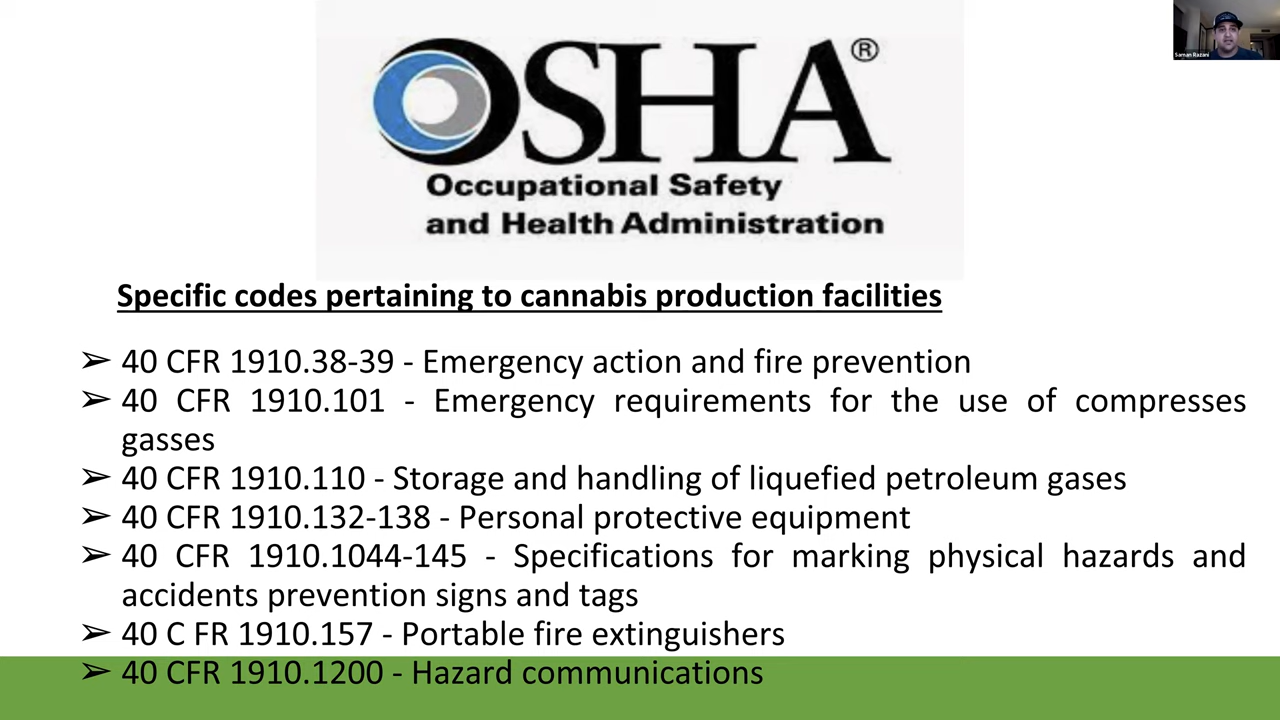 OSHA®
Occupational Safety
and Health Administration
Saman Razani
Specific codes pertaining to cannabis production facilities
➢ 40 CFR 1910.38-39 - Emergency action and fire prevention
➢ 40 CFR 1910.101 - Emergency requirements for the use of compresses
gasses
➢ 40 CFR 1910.110 - Storage and handling of liquefied petroleum gases
➢ 40 CFR 1910.132-138 - Personal protective equipment
➢ 40 CFR 1910.1044-145 - Specifications for marking physical hazards and
accidents prevention signs and tags
➢ 40 C FR 1910.157 - Portable fire extinguishers
➢ 40 CFR 1910.1200 - Hazard communications